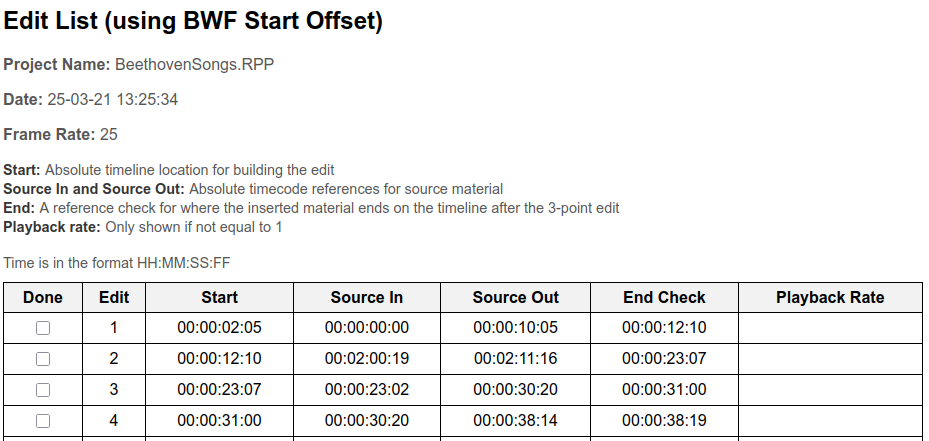 Edit List (using BWF Start Offset)
Project Name: BeethovenSongs.RPP
Date: 25-03-21 13:25:34
Frame Rate: 25
Start: Absolute timeline location for building the edit
Source In and Source Out: Absolute timecode references for source material
End: A reference check for where the inserted material ends on the timeline after the 3-point edit
Playback rate: Only shown if not equal to 1
Time is in the format HH:MM:SS:FF
Done Edit Start Source In Source Out End Check Playback Rate
1 00:00:02:05 00:00:00:00 00:00:10:05 00:00:12:10
2 00:00:12:10 00:02:00:19 00:02:11:16 00:00:23:07
3 00:00:23:07 00:00:23:02 00:00:30:20 00:00:31:00
4 00:00:31:00 00:00:30:20 00:00:38:14 00:00:38:19